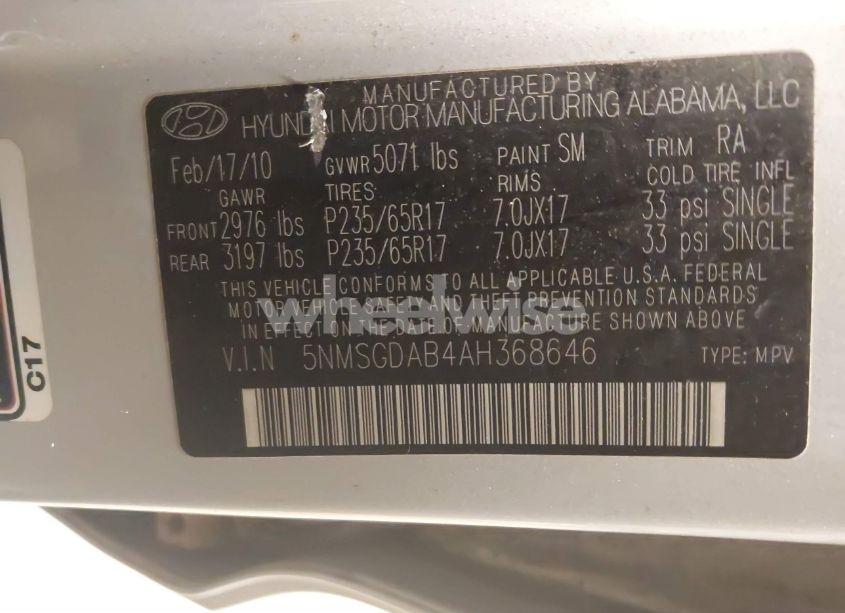 MANUFACTURED BY
HYUNDAI MOTOR MANUFACTURING ALABAMA, LLC
Feb/17/10 GVWR 5071 lbs PAINT SM TRIM RA
GAWR TIRES: RIMS COLD TIRE INFL
FRONT 2976 lbs P235/65R17 7.0JX17 33 psi SINGLE
REAR 3197 lbs P235/65R17 7.0JX17 33 psi SINGLE
THIS VEHICLE CONFORMS TO ALL APPLICABLE U.S.A. FEDERAL
MOTOR VEHICLE SAFETY AND THEFT PREVENTION STANDARDS
IN EFFECT ON THE DATE OF MANUFACTURE SHOWN ABOVE
wheelwise
V.I.N 5NMSGDAB4AH368646 TYPE: MPV
C17